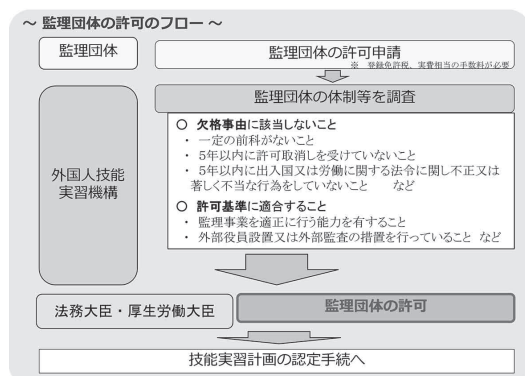 ～ 監理団体の許可のフロー ～
監理団体
監理団体の許可申請
※ 登録免許税、実費相当の手数料が必要
監理団体の体制等を調査
外国人技能
実習機構
○ 欠格事由に該当しないこと
・ 一定の前科がないこと
・ 5年以内に許可取消しを受けていないこと
・ 5年以内に出入国又は労働に関する法令に関し不正又は
著しく不当な行為をしていないこと など
○ 許可基準に適合すること
・ 監理事業を適正に行う能力を有すること
・ 外部役員設置又は外部監査の措置を行っていること など
法務大臣・厚生労働大臣
監理団体の許可
技能実習計画の認定手続へ